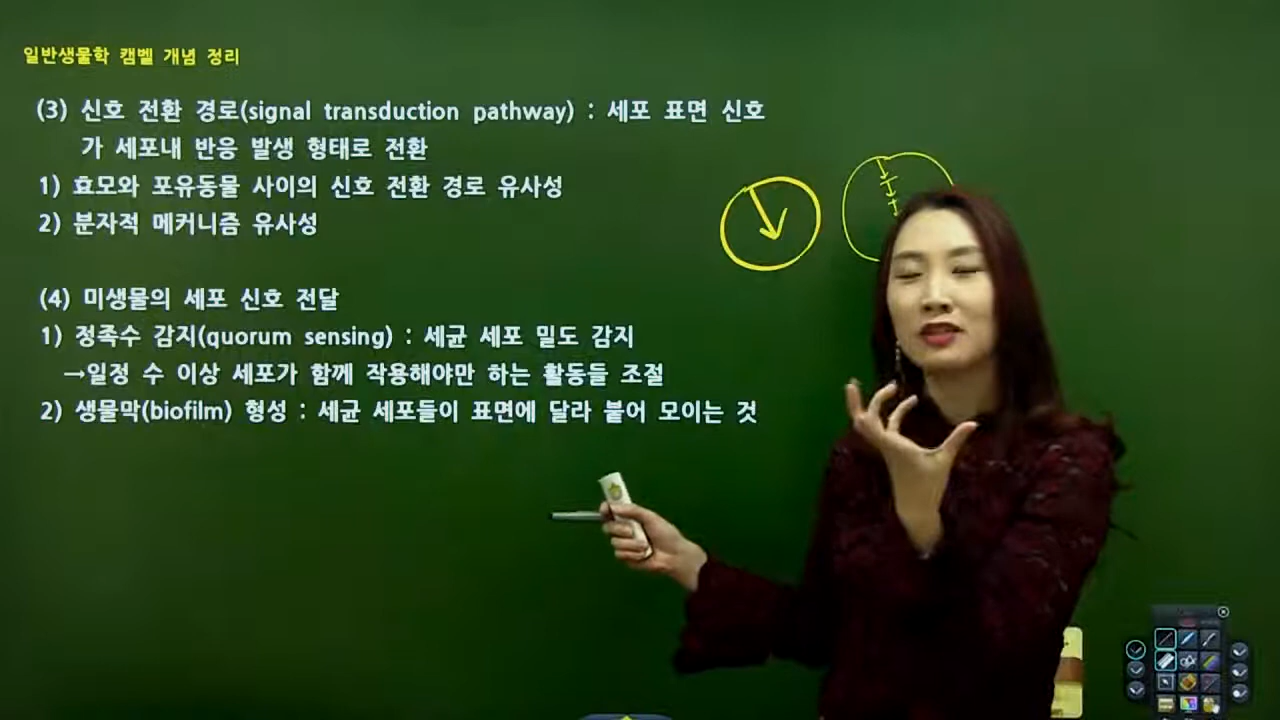 일반생물학 캠벨 개념 정리
(3) 신호 전환 경로(signal transduction pathway) : 세포 표면 신호
가 세포내 반응 발생 형태로 전환
1) 효모와 포유동물 사이의 신호 전환 경로 유사성
2) 분자적 메커니즘 유사성
(4) 미생물의 세포 신호 전달
1) 정족수 감지(quorum sensing) : 세균 세포 밀도 감지
→일정 수 이상 세포가 함께 작용해야만 하는 활동들 조절
2) 생물막(biofilm) 형성 : 세균 세포들이 표면에 달라 붙어 모이는 것